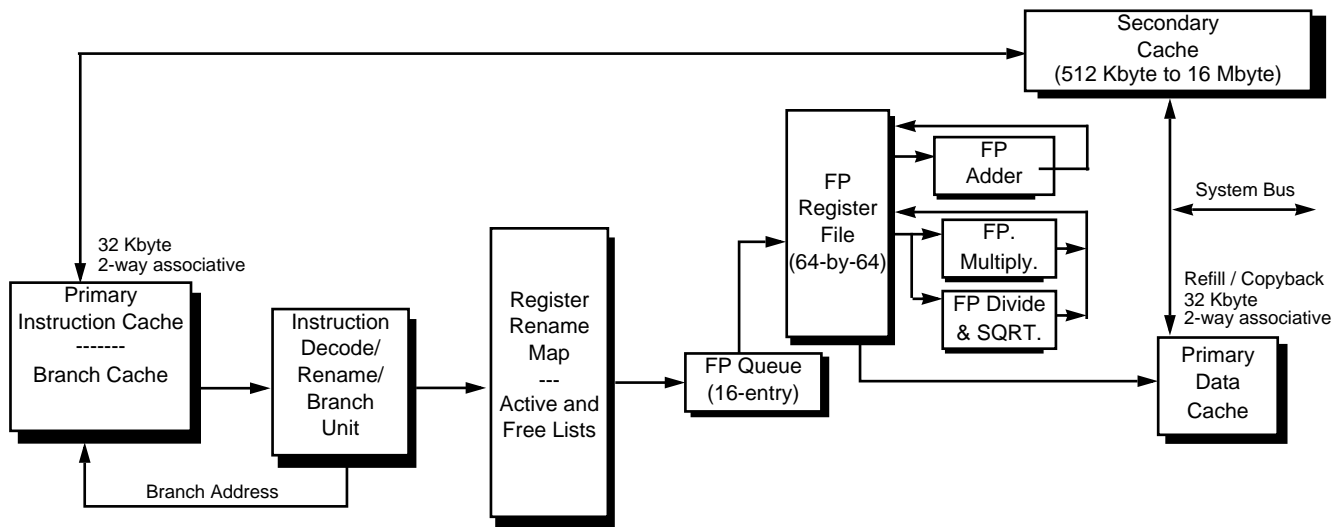 Secondary
Cache
(512 Kbyte to 16 Mbyte)
FP
Adder
FP
Register
File
(64-by-64)
FP.
Multiply.
FP Divide
& SQRT.
System Bus
32 Kbyte
2-way associative
Primary
Instruction Cache
-------
Branch Cache
Instruction
Decode/
Rename/
Branch
Unit
Branch Address
Register
Rename
Map
---
Active and
Free Lists
FP Queue
(16-entry)
Refill / Copyback
32 Kbyte
2-way associative
Primary
Data
Cache